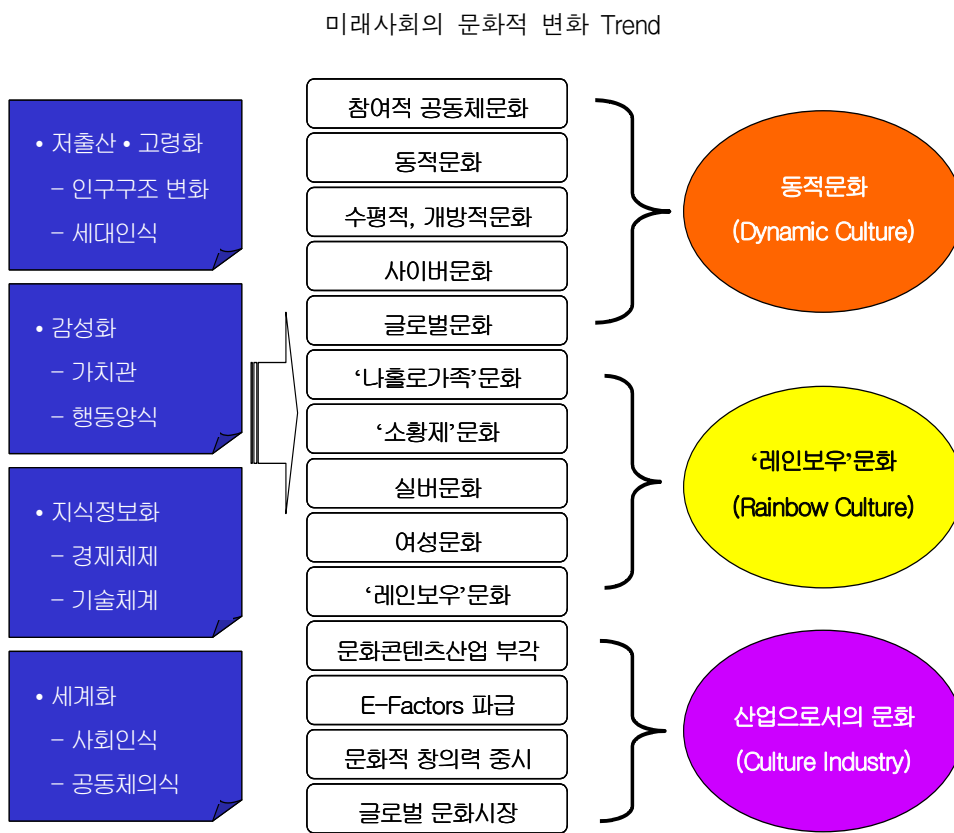 미래사회의 문화적 변화 Trend
• 저출산 • 고령화
– 인구구조 변화
– 세대인식
• 감성화
– 가치관
– 행동양식
• 지식정보화
– 경제체제
– 기술체계
• 세계화
– 사회인식
– 공동체의식
참여적 공동체문화
동적문화
수평적, 개방적문화
사이버문화
글로벌문화
‘나홀로가족’문화
‘소황제’문화
실버문화
여성문화
‘레인보우’문화
문화콘텐츠산업 부각
E-Factors 파급
문화적 창의력 중시
글로벌 문화시장
동적문화
(Dynamic Culture)
‘레인보우’문화
(Rainbow Culture)
산업으로서의 문화
(Culture Industry)